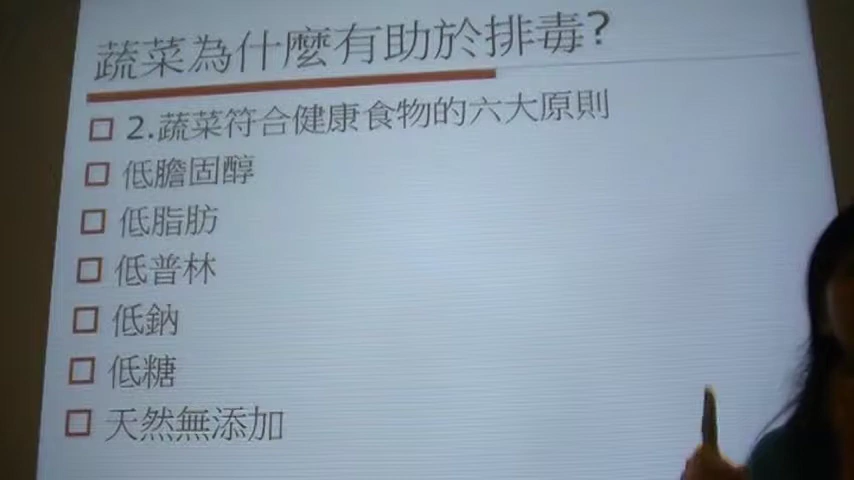 蔬菜為什麼有助於排毒?
2.蔬菜符合健康食物的六大原則
低膽固醇
低脂肪
低普林
低鈉
低糖
天然無添加